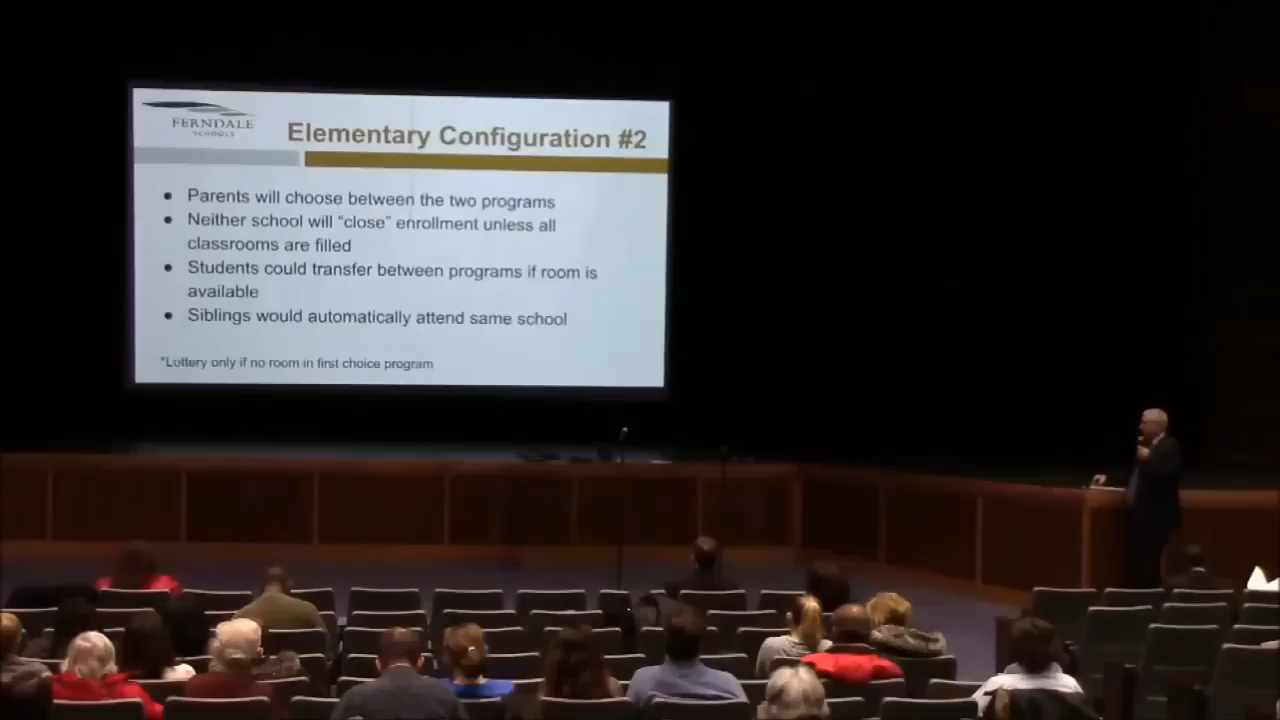 FERNDALE
SCHOOLS
Elementary Configuration #2
● Parents will choose between the two programs
● Neither school will “close” enrollment unless all
classrooms are filled
● Students could transfer between programs if room is
available
● Siblings would automatically attend same school
*Lottery only if no room in first choice program